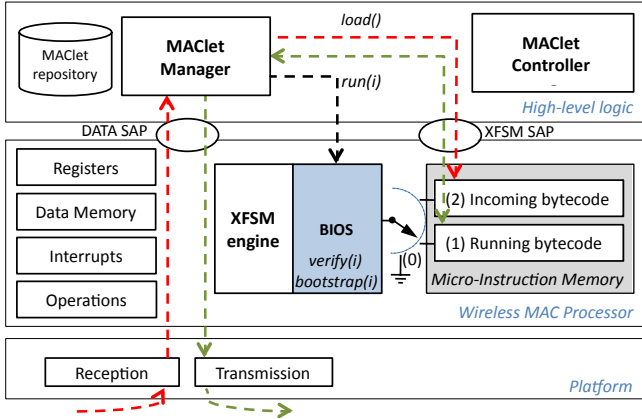 load()
MAClet
repository
MAClet
Manager
MAClet
Controller
run(i)
High-level logic
DATA SAP
XFSM SAP
Registers
Data Memory
Interrupts
Operations
XFSM
engine
BIOS
verify(i)
bootstrap(i)
(0)
(2) Incoming bytecode
(1) Running bytecode
Micro-Instruction Memory
Wireless MAC Processor
Reception
Transmission
Platform